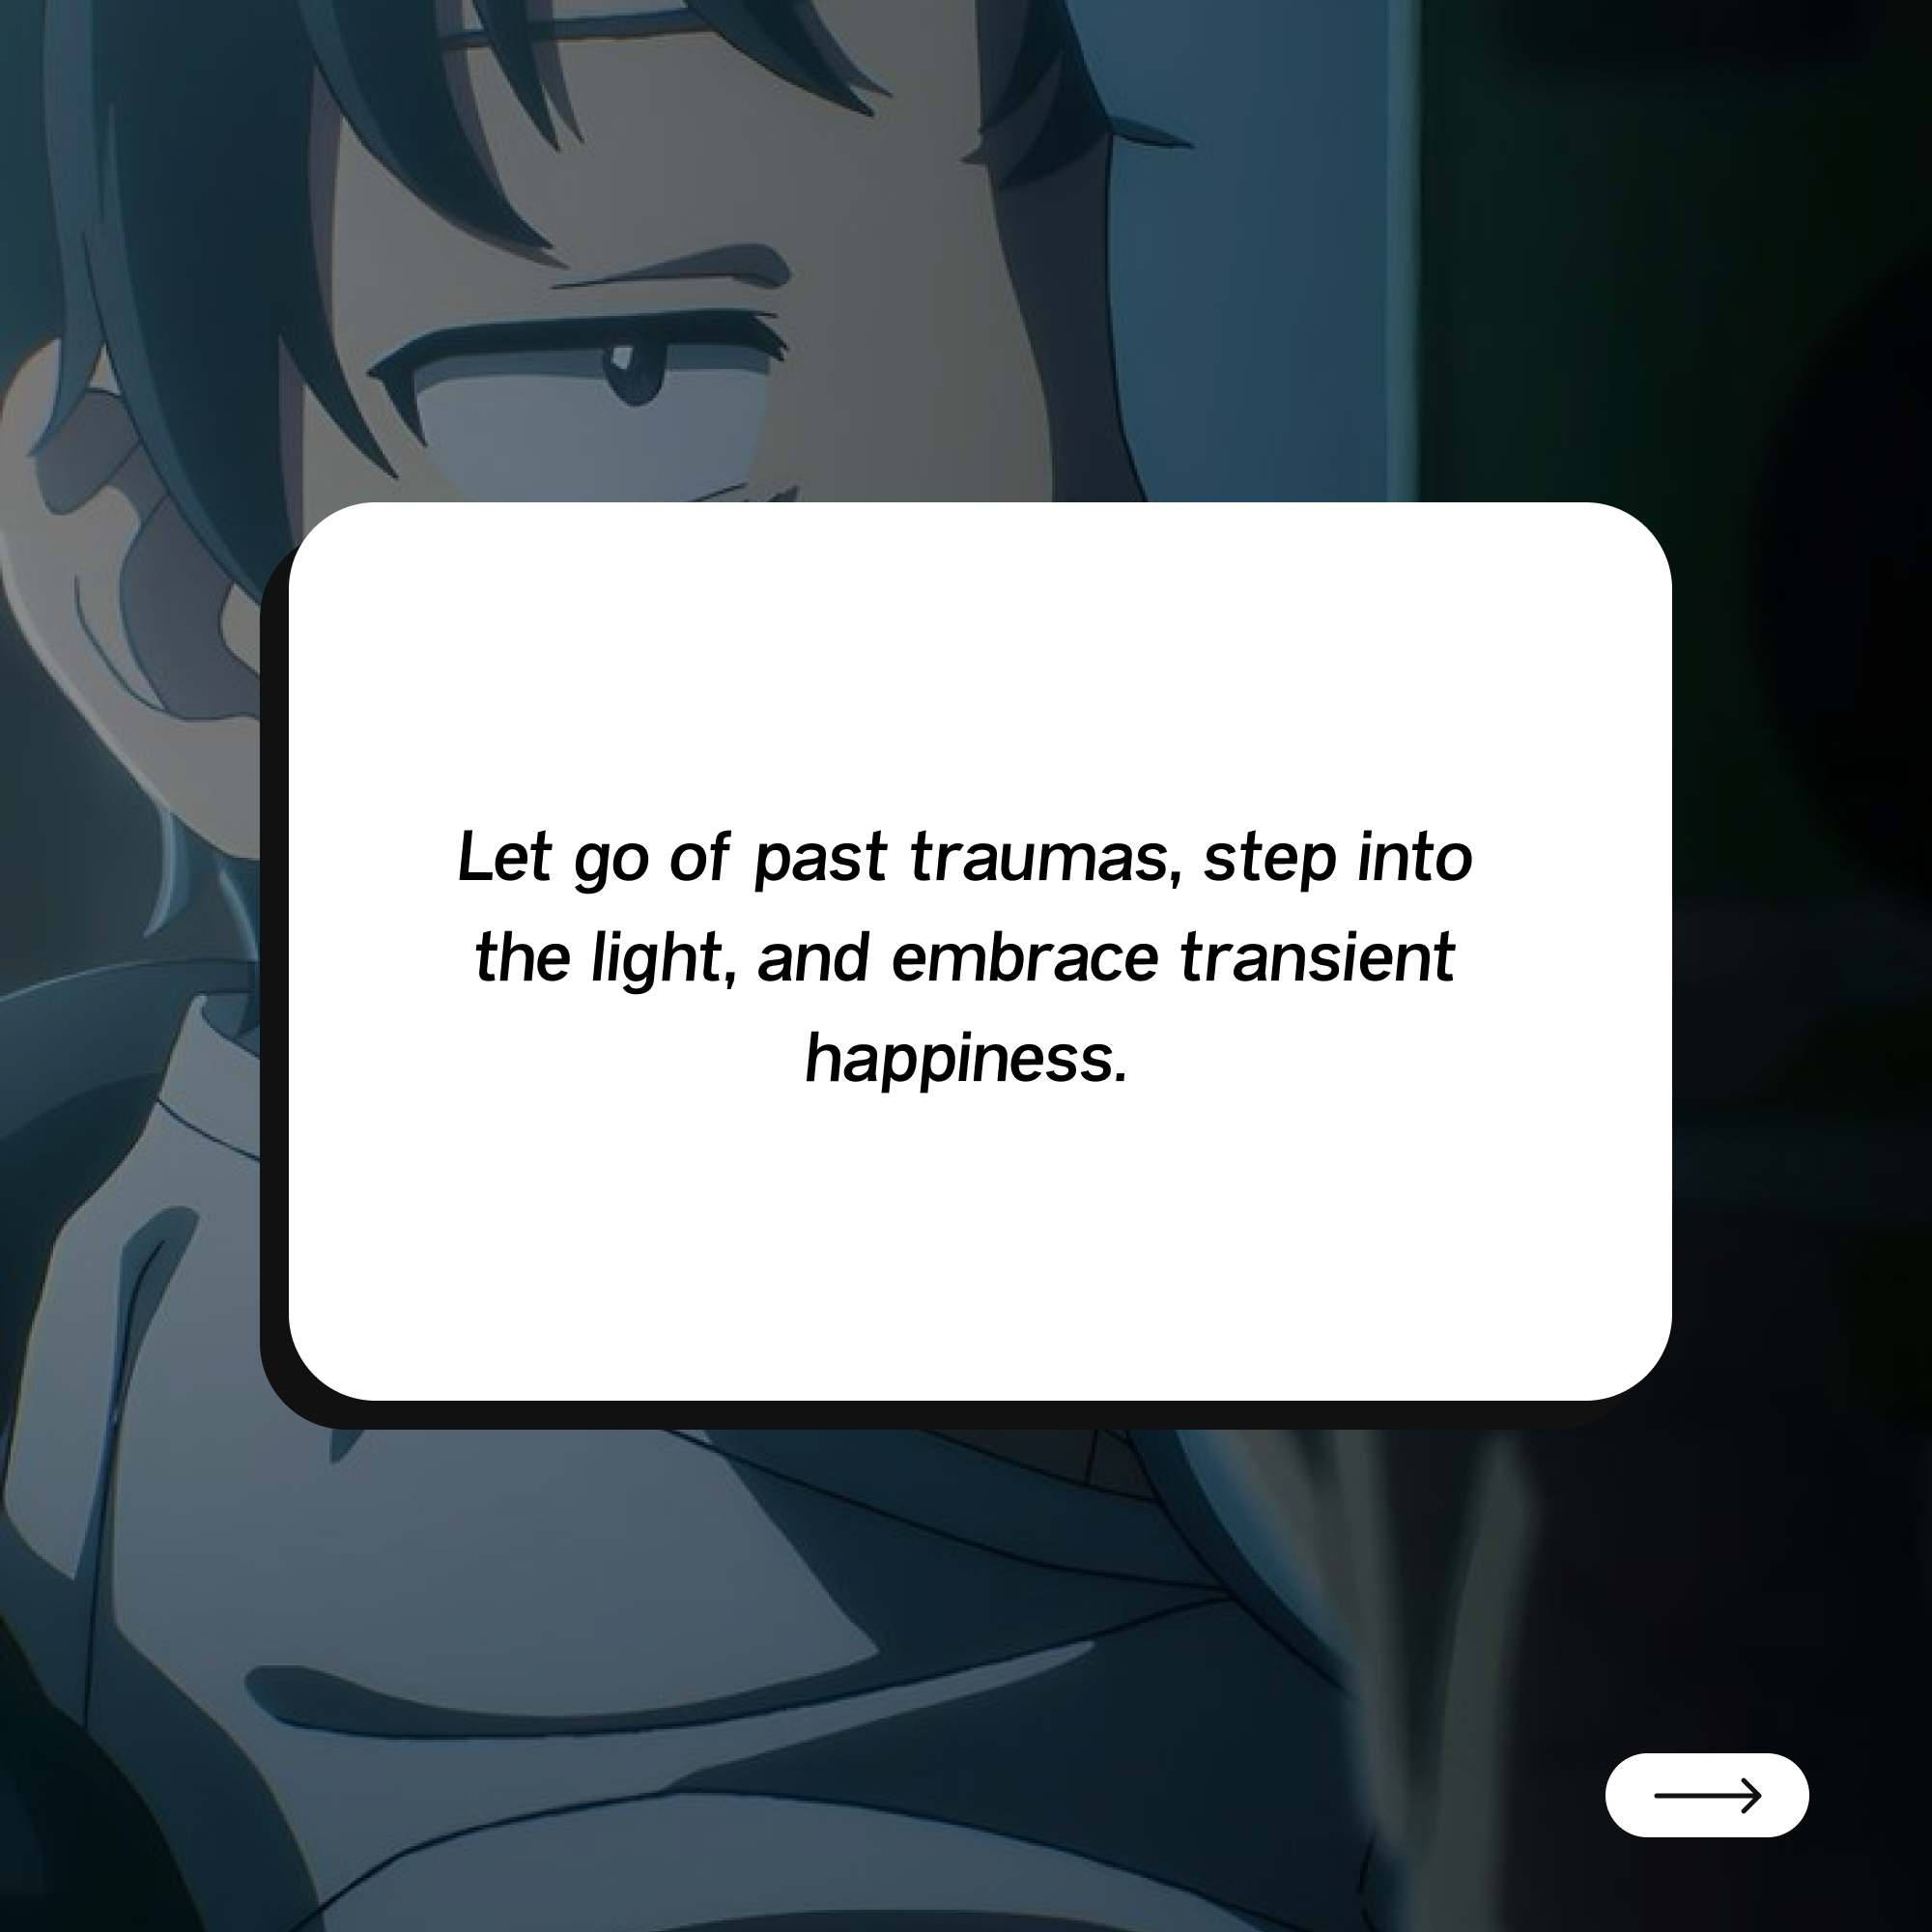 Let go of past traumas, step into
the light, and embrace transient
happiness.